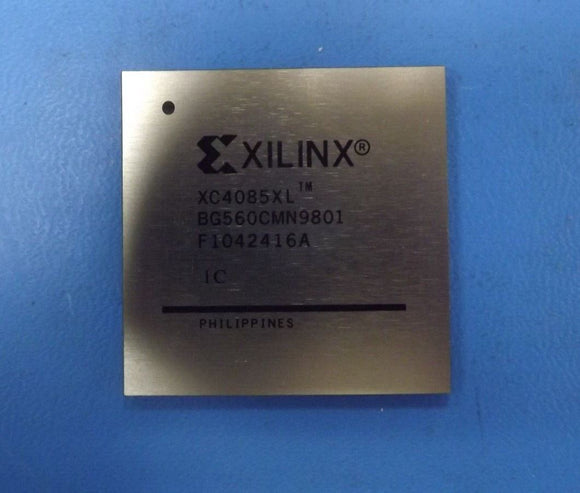 XILINX®
XC4085XL™
BG560CMN9801
F1042416A
1C
PHILIPPINES